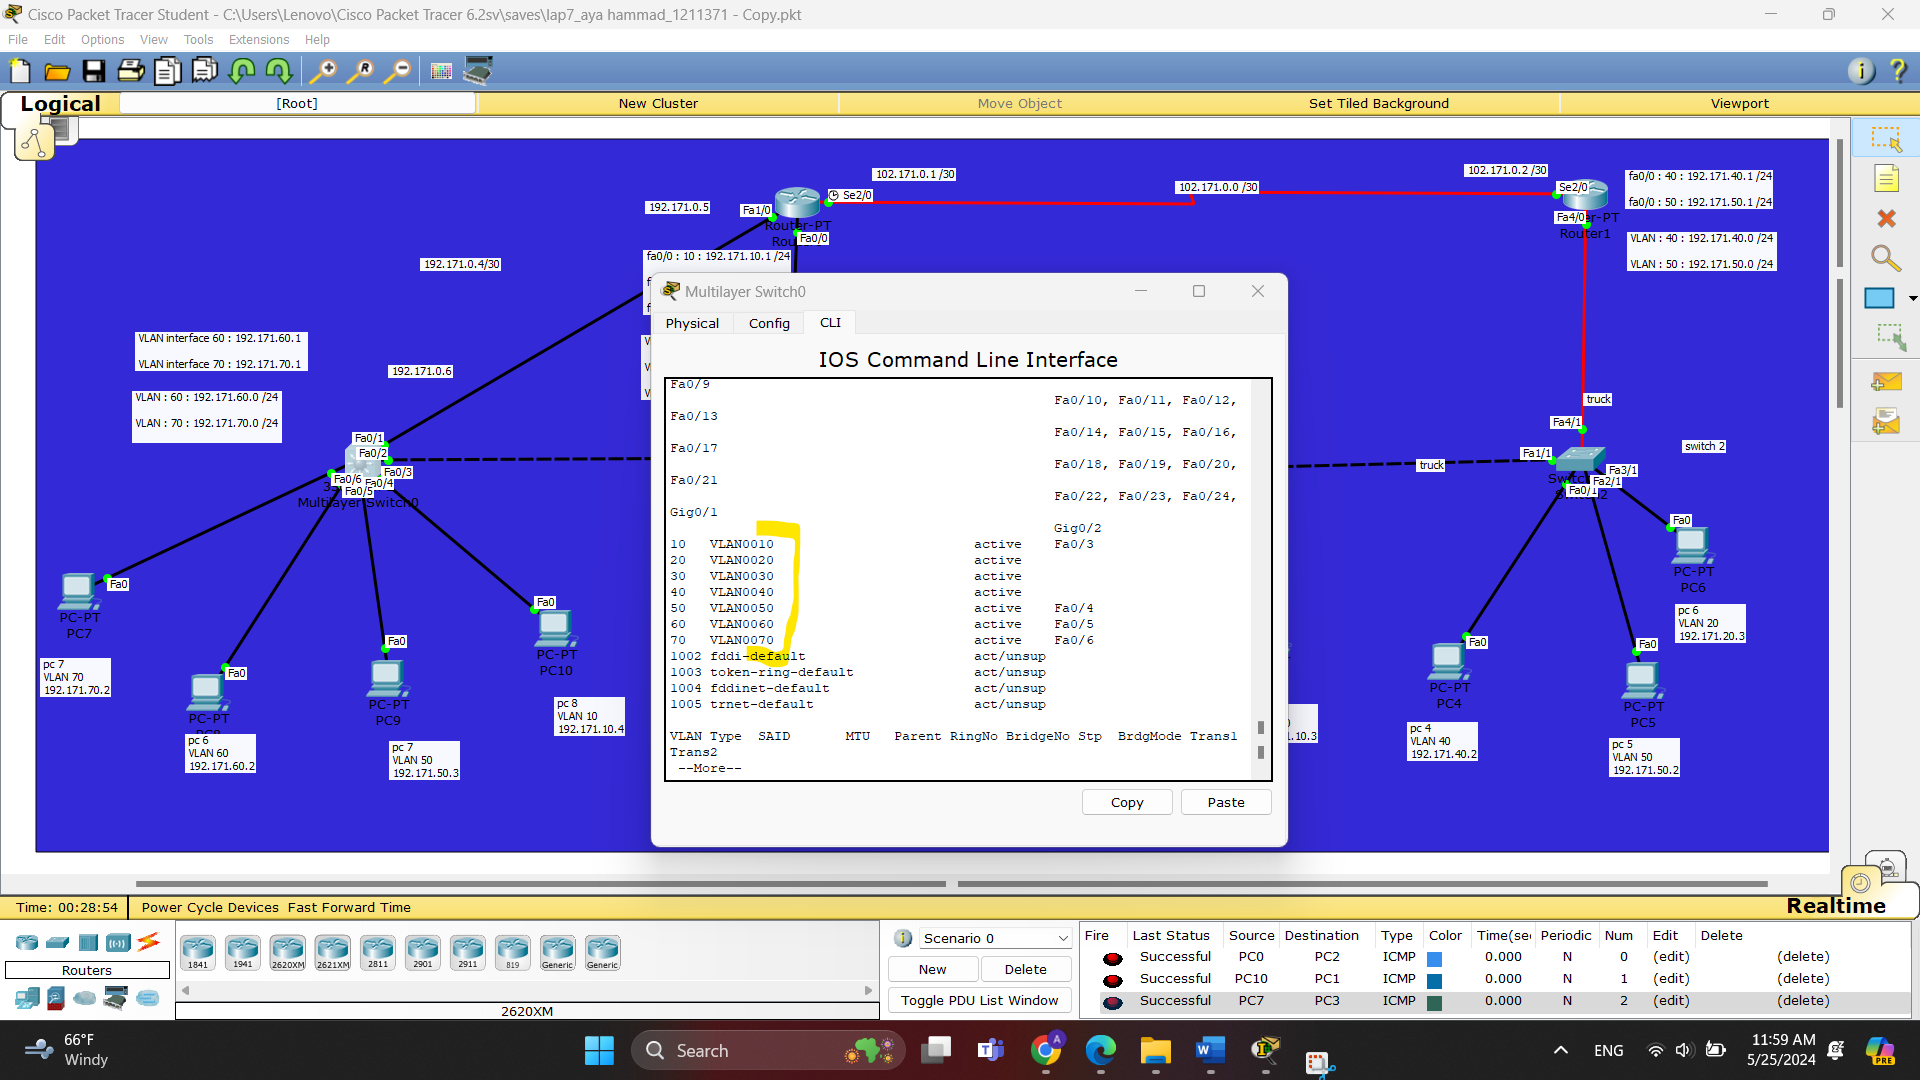 Cisco Packet Tracer Student - C:\Users\Lenovo\Cisco Packet Tracer 6.2sv\saves\lap7_aya hammad_1211371 - Copy.pkt
File Edit Options View Tools Extensions Help
Logical
[Root]
New Cluster
Move Object
Set Tiled Background
Viewport
102.171.0.1 /30
102.171.0.0 /30
102.171.0.2 /30
fa0/0 : 40 : 192.171.40.1 /24
fa0/0 : 50 : 192.171.50.1 /24
192.171.0.5
Fa1/0
Se2/0
Router-PT
Fa0/0
Se2/0
Fa4/0
Router1
VLAN : 40 : 192.171.40.0 /24
VLAN : 50 : 192.171.50.0 /24
192.171.0.4/30
fa0/0 : 10 : 192.171.10.1 /24
VLAN interface 60 : 192.171.60.1
VLAN interface 70 : 192.171.70.1
192.171.0.6
VLAN : 60 : 192.171.60.0 /24
VLAN : 70 : 192.171.70.0 /24
Fa0/1
Fa0/2
Fa0/3
Fa0/6
Fa0/4
Fa0/5
Multilayer Switch0
truck
Fa4/1
switch 2
truck
Fa1/1
Fa3/1
Fa2/1
Fa0/1
Multilayer Switch0
Physical Config CLI
IOS Command Line Interface
Fa0/9
Fa0/10, Fa0/11, Fa0/12,
Fa0/13
Fa0/14, Fa0/15, Fa0/16,
Fa0/17
Fa0/18, Fa0/19, Fa0/20,
Fa0/21
Fa0/22, Fa0/23, Fa0/24,
Gig0/1
Gig0/2
10 VLAN0010 active Fa0/3
20 VLAN0020 active
30 VLAN0030 active
40 VLAN0040 active
50 VLAN0050 active Fa0/4
60 VLAN0060 active Fa0/5
70 VLAN0070 active Fa0/6
1002 fddi-default act/unsup
1003 token-ring-default act/unsup
1004 fddinet-default act/unsup
1005 trnet-default act/unsup
VLAN Type SAID MTU Parent RingNo BridgeNo Stp BrdgMode Trans1
Trans2
--More--
Copy
Paste
Fa0
PC-PT
PC7
pc 7
VLAN 70
192.171.70.2
Fa0
PC-PT
pc 6
VLAN 60
192.171.60.2
Fa0
PC-PT
PC9
pc 7
VLAN 50
192.171.50.3
Fa0
PC-PT
PC10
pc 8
VLAN 10
192.171.10.4
.10.3
Fa0
PC-PT
PC4
pc 4
VLAN 40
192.171.40.2
Fa0
PC-PT
PC5
pc 5
VLAN 50
192.171.50.2
Fa0
PC-PT
PC6
pc 6
VLAN 20
192.171.20.3
Time: 00:28:54
Power Cycle Devices Fast Forward Time
Realtime
Routers
1841 1941 2620XM 2621XM 2811 2901 2911 819 Generic Generic
2620XM
Scenario 0
New
Delete
Toggle PDU List Window
Fire Last Status Source Destination Type Color Time(sec Periodic Num Edit Delete
Successful PC0 PC2 ICMP 0.000 N 0 (edit) (delete)
Successful PC10 PC1 ICMP 0.000 N 1 (edit) (delete)
Successful PC7 PC3 ICMP 0.000 N 2 (edit) (delete)
66°F
Windy
Search
ENG
11:59 AM
5/25/2024
PRE